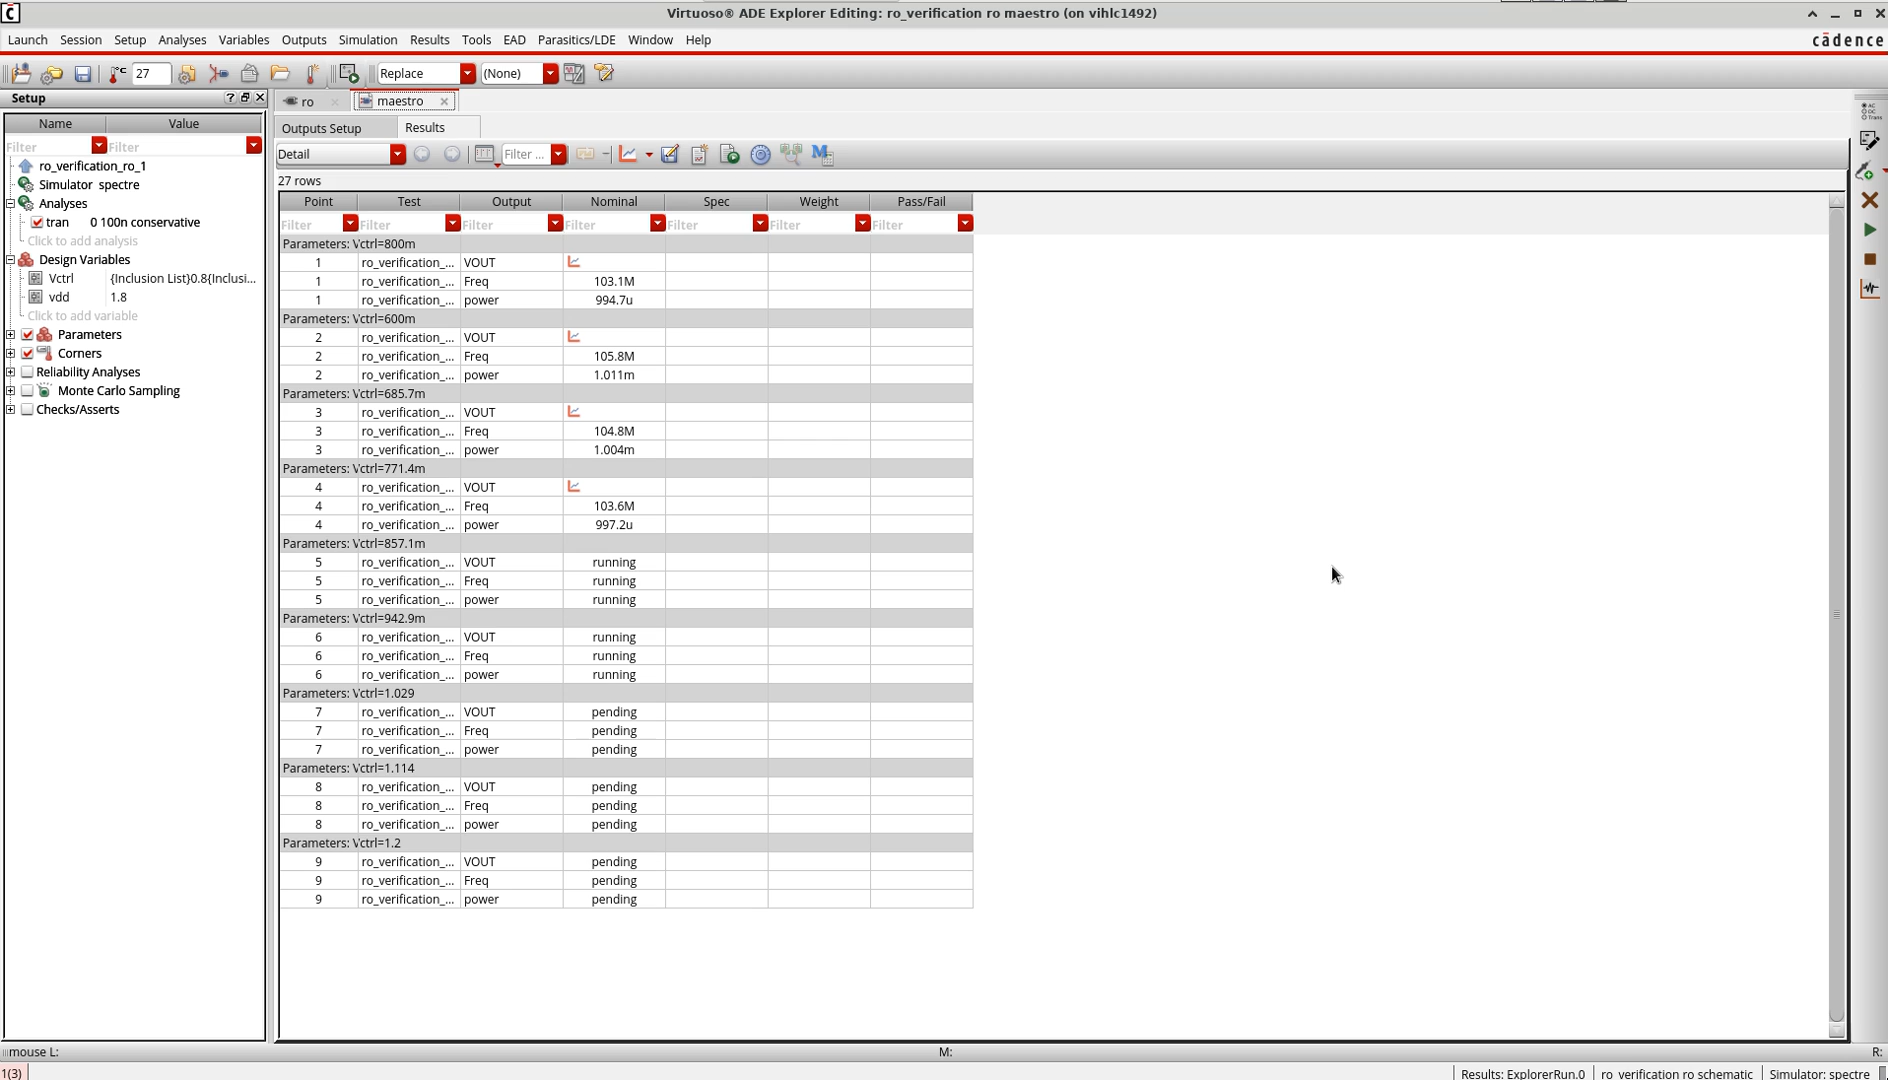 Virtuoso® ADE Explorer Editing: ro_verification ro maestro (on vihlc1492)
Launch Session Setup Analyses Variables Outputs Simulation Results Tools EAD Parasitics/LDE Window Help
cādence
°C 27 Replace (None)
Setup
ro maestro
Name Value
Outputs Setup Results
Filter Filter
Detail Filter ...
ro_verification_ro_1
Simulator spectre
Analyses
tran 0 100n conservative
Click to add analysis
Design Variables
Vctrl {Inclusion List}0.8{Inclusi...
vdd 1.8
Click to add variable
Parameters
Corners
Reliability Analyses
Monte Carlo Sampling
Checks/Asserts
27 rows
Point Test Output Nominal Spec Weight Pass/Fail
Filter Filter Filter Filter Filter Filter Filter
Parameters: Vctrl=800m
1 ro_verification_... VOUT
1 ro_verification_... Freq 103.1M
1 ro_verification_... power 994.7u
Parameters: Vctrl=600m
2 ro_verification_... VOUT
2 ro_verification_... Freq 105.8M
2 ro_verification_... power 1.011m
Parameters: Vctrl=685.7m
3 ro_verification_... VOUT
3 ro_verification_... Freq 104.8M
3 ro_verification_... power 1.004m
Parameters: Vctrl=771.4m
4 ro_verification_... VOUT
4 ro_verification_... Freq 103.6M
4 ro_verification_... power 997.2u
Parameters: Vctrl=857.1m
5 ro_verification_... VOUT running
5 ro_verification_... Freq running
5 ro_verification_... power running
Parameters: Vctrl=942.9m
6 ro_verification_... VOUT running
6 ro_verification_... Freq running
6 ro_verification_... power running
Parameters: Vctrl=1.029
7 ro_verification_... VOUT pending
7 ro_verification_... Freq pending
7 ro_verification_... power pending
Parameters: Vctrl=1.114
8 ro_verification_... VOUT pending
8 ro_verification_... Freq pending
8 ro_verification_... power pending
Parameters: Vctrl=1.2
9 ro_verification_... VOUT pending
9 ro_verification_... Freq pending
9 ro_verification_... power pending
mouse L: M: R:
1(3) Results: ExplorerRun.0 ro verification ro schematic Simulator: spectre